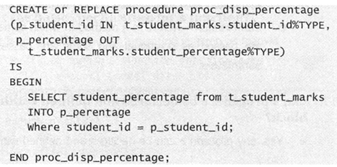 CREATE or REPLACE procedure proc_disp_percentage
(p_student_id IN t_student_marks.student_id%TYPE,
p_percentage OUT
t_student_marks.student_percentage%TYPE)
IS
BEGIN
SELECT student_percentage from t_student_marks
INTO p_perentage
Where student_id = p_student_id;
END proc_disp_percentage;